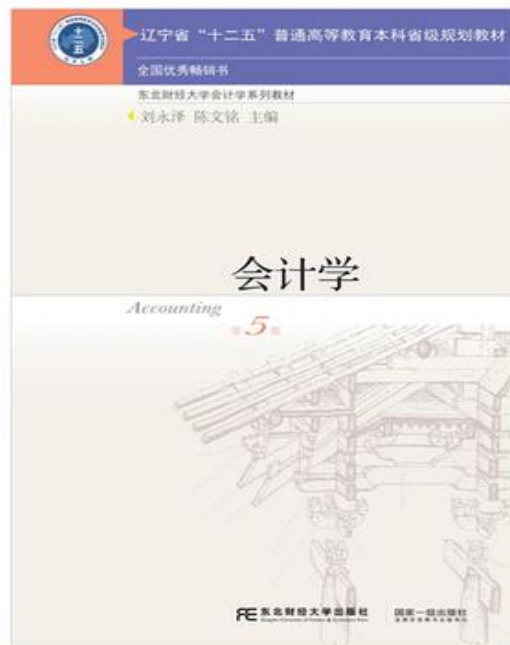 十二五
辽宁省“十二五”普通高等教育本科省级规划教材
全国优秀畅销书
东北财经大学会计学系列教材
刘永泽 陈文铭 主编
会计学
Accounting
第5版
东北财经大学出版社
国家一级出版社